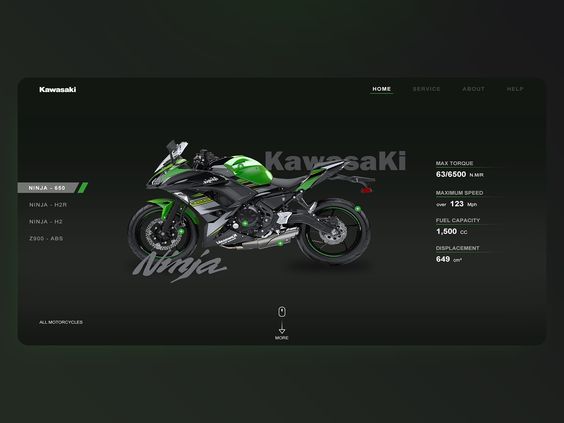 Kawasaki
HOME SERVICE ABOUT HELP
KawasaKi
NINJA - 650
NINJA - H2R
NINJA - H2
Z900 - ABS
Ninja
MAX TORQUE
63/6500 N.M/R
MAXIMUM SPEED
over 123 Mph
FUEL CAPACITY
1,500 CC
DISPLACEMENT
649 cm³
ALL MOTORCYCLES
MORE